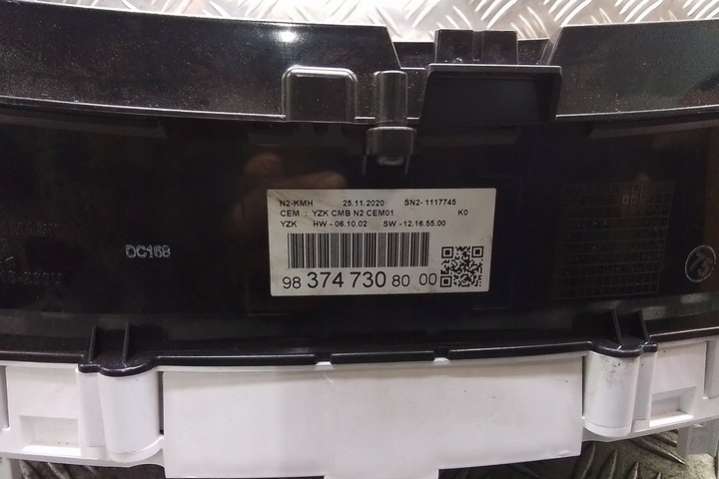 N2-KMH 25.11.2020 SN2- 1117745
CEM : YZK CMB N2 CEM01 K0
YZK HW - 06.10.02 SW - 12.16.55.00
98 374 730 80 00
DC168
73